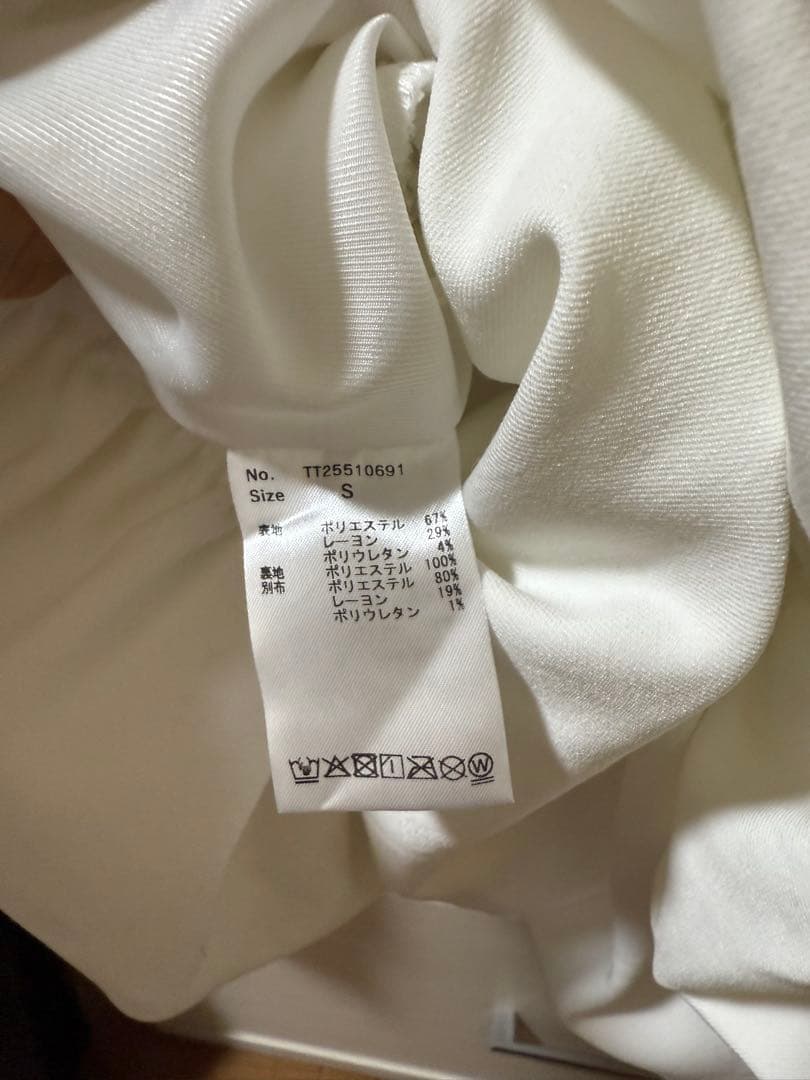 No. TT25510691
Size S
表地 ポリエステル 67%
レーヨン 29%
ポリウレタン 4%
裏地 ポリエステル 100%
別布 ポリエステル 80%
レーヨン 19%
ポリウレタン 1%
W